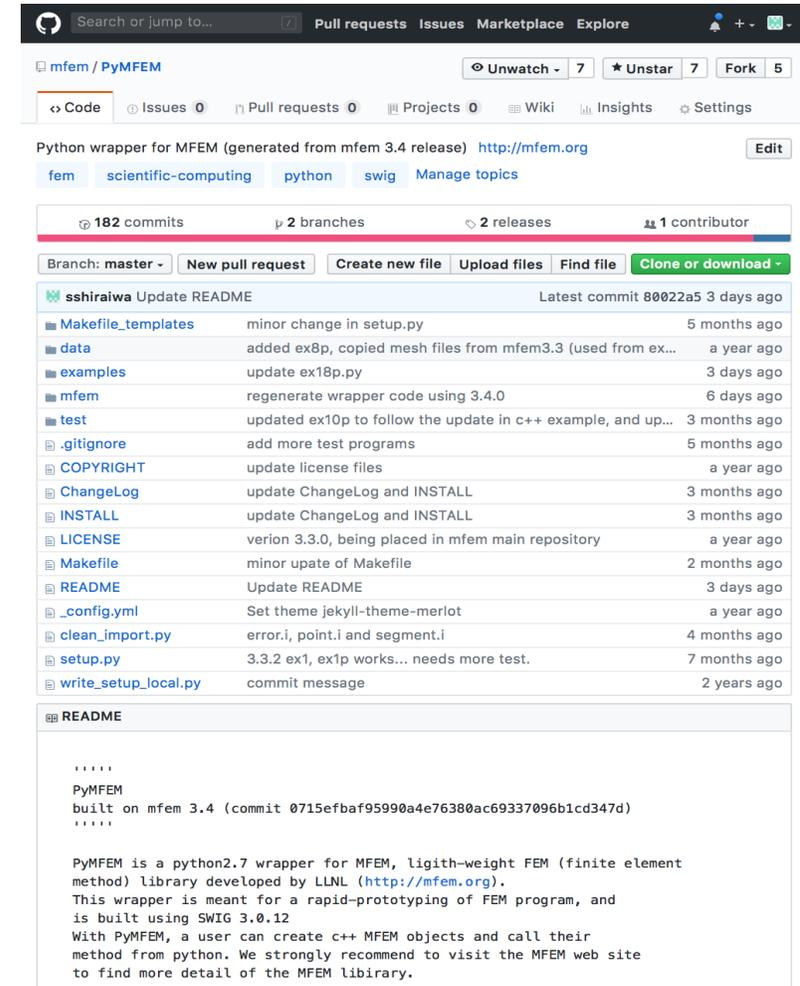 Search or jump to... / Pull requests Issues Marketplace Explore
mfem / PyMFEM Unwatch 7 Unstar 7 Fork 5
Code Issues 0 Pull requests 0 Projects 0 Wiki Insights Settings
Python wrapper for MFEM (generated from mfem 3.4 release) http://mfem.org Edit
fem scientific-computing python swig Manage topics
182 commits 2 branches 2 releases 1 contributor
Branch: master New pull request Create new file Upload files Find file Clone or download
sshiraiwa Update README Latest commit 80022a5 3 days ago
Makefile_templates minor change in setup.py 5 months ago
data added ex8p, copied mesh files from mfem3.3 (used from ex... a year ago
examples update ex18p.py 3 days ago
mfem regenerate wrapper code using 3.4.0 6 days ago
test updated ex10p to follow the update in c++ example, and up... 3 months ago
.gitignore add more test programs 5 months ago
COPYRIGHT update license files a year ago
ChangeLog update ChangeLog and INSTALL 3 months ago
INSTALL update ChangeLog and INSTALL 3 months ago
LICENSE verion 3.3.0, being placed in mfem main repository a year ago
Makefile minor upate of Makefile 2 months ago
README Update README 3 days ago
_config.yml Set theme jekyll-theme-merlot a year ago
clean_import.py error.i, point.i and segment.i 4 months ago
setup.py 3.3.2 ex1, ex1p works... needs more test. 7 months ago
write_setup_local.py commit message 2 years ago
README
'''''
PyMFEM
built on mfem 3.4 (commit 0715efbaf95990a4e76380ac69337096b1cd347d)
'''''
PyMFEM is a python2.7 wrapper for MFEM, ligith-weight FEM (finite element
method) library developed by LLNL (http://mfem.org).
This wrapper is meant for a rapid-prototyping of FEM program, and
is built using SWIG 3.0.12
With PyMFEM, a user can create c++ MFEM objects and call their
method from python. We strongly recommend to visit the MFEM web site
to find more detail of the MFEM libirary.